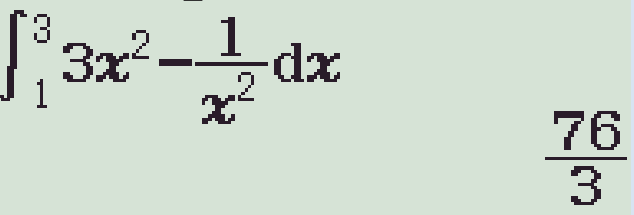 ∫₁³ 3x² − 1/x² dx
76/3